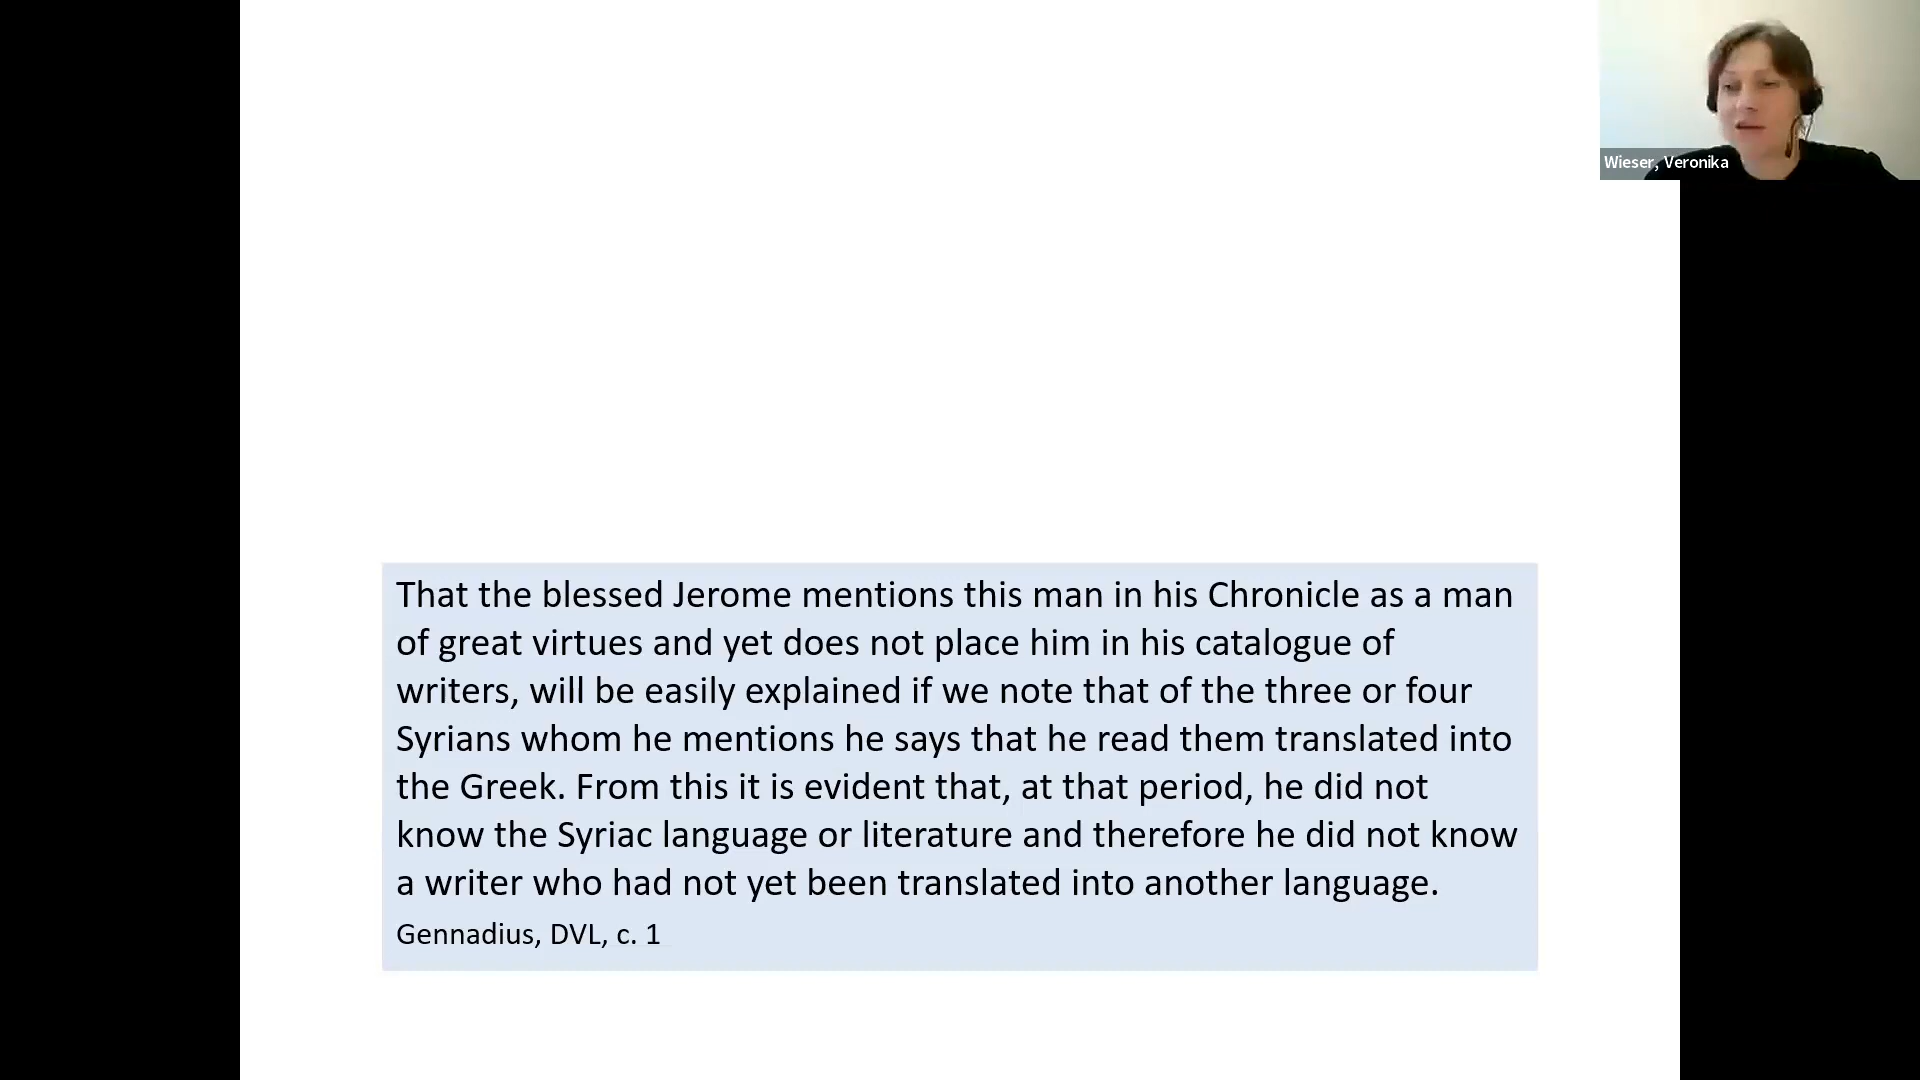 Wieser, Veronika
That the blessed Jerome mentions this man in his Chronicle as a man
of great virtues and yet does not place him in his catalogue of
writers, will be easily explained if we note that of the three or four
Syrians whom he mentions he says that he read them translated into
the Greek. From this it is evident that, at that period, he did not
know the Syriac language or literature and therefore he did not know
a writer who had not yet been translated into another language.
Gennadius, DVL, c. 1